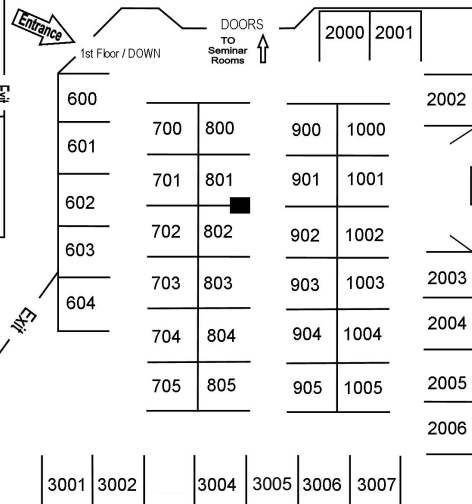 Entrance
DOORS
TO
Seminar
Rooms
1st Floor / DOWN
2000 2001
Exit
600
601
602
603
604
Exit
700 800
701 801
702 802
703 803
704 804
705 805
900 1000
901 1001
902 1002
903 1003
904 1004
905 1005
2002
2003
2004
2005
2006
3001 3002 3004 3005 3006 3007